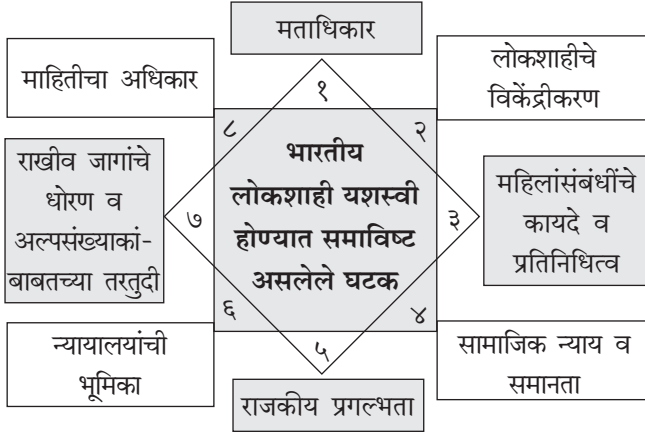 मताधिकार
१
लोकशाहीचे
विकेंद्रीकरण
२
महिलांसंबंधींचे
कायदे व
प्रतिनिधित्व
३
सामाजिक न्याय व
समानता
४
राजकीय प्रगल्भता
५
न्यायालयांची
भूमिका
६
राखीव जागांचे
धोरण व
अल्पसंख्याकां-
बाबतच्या तरतुदी
७
माहितीचा अधिकार
८
भारतीय
लोकशाही यशस्वी
होण्यात समाविष्ट
असलेले घटक